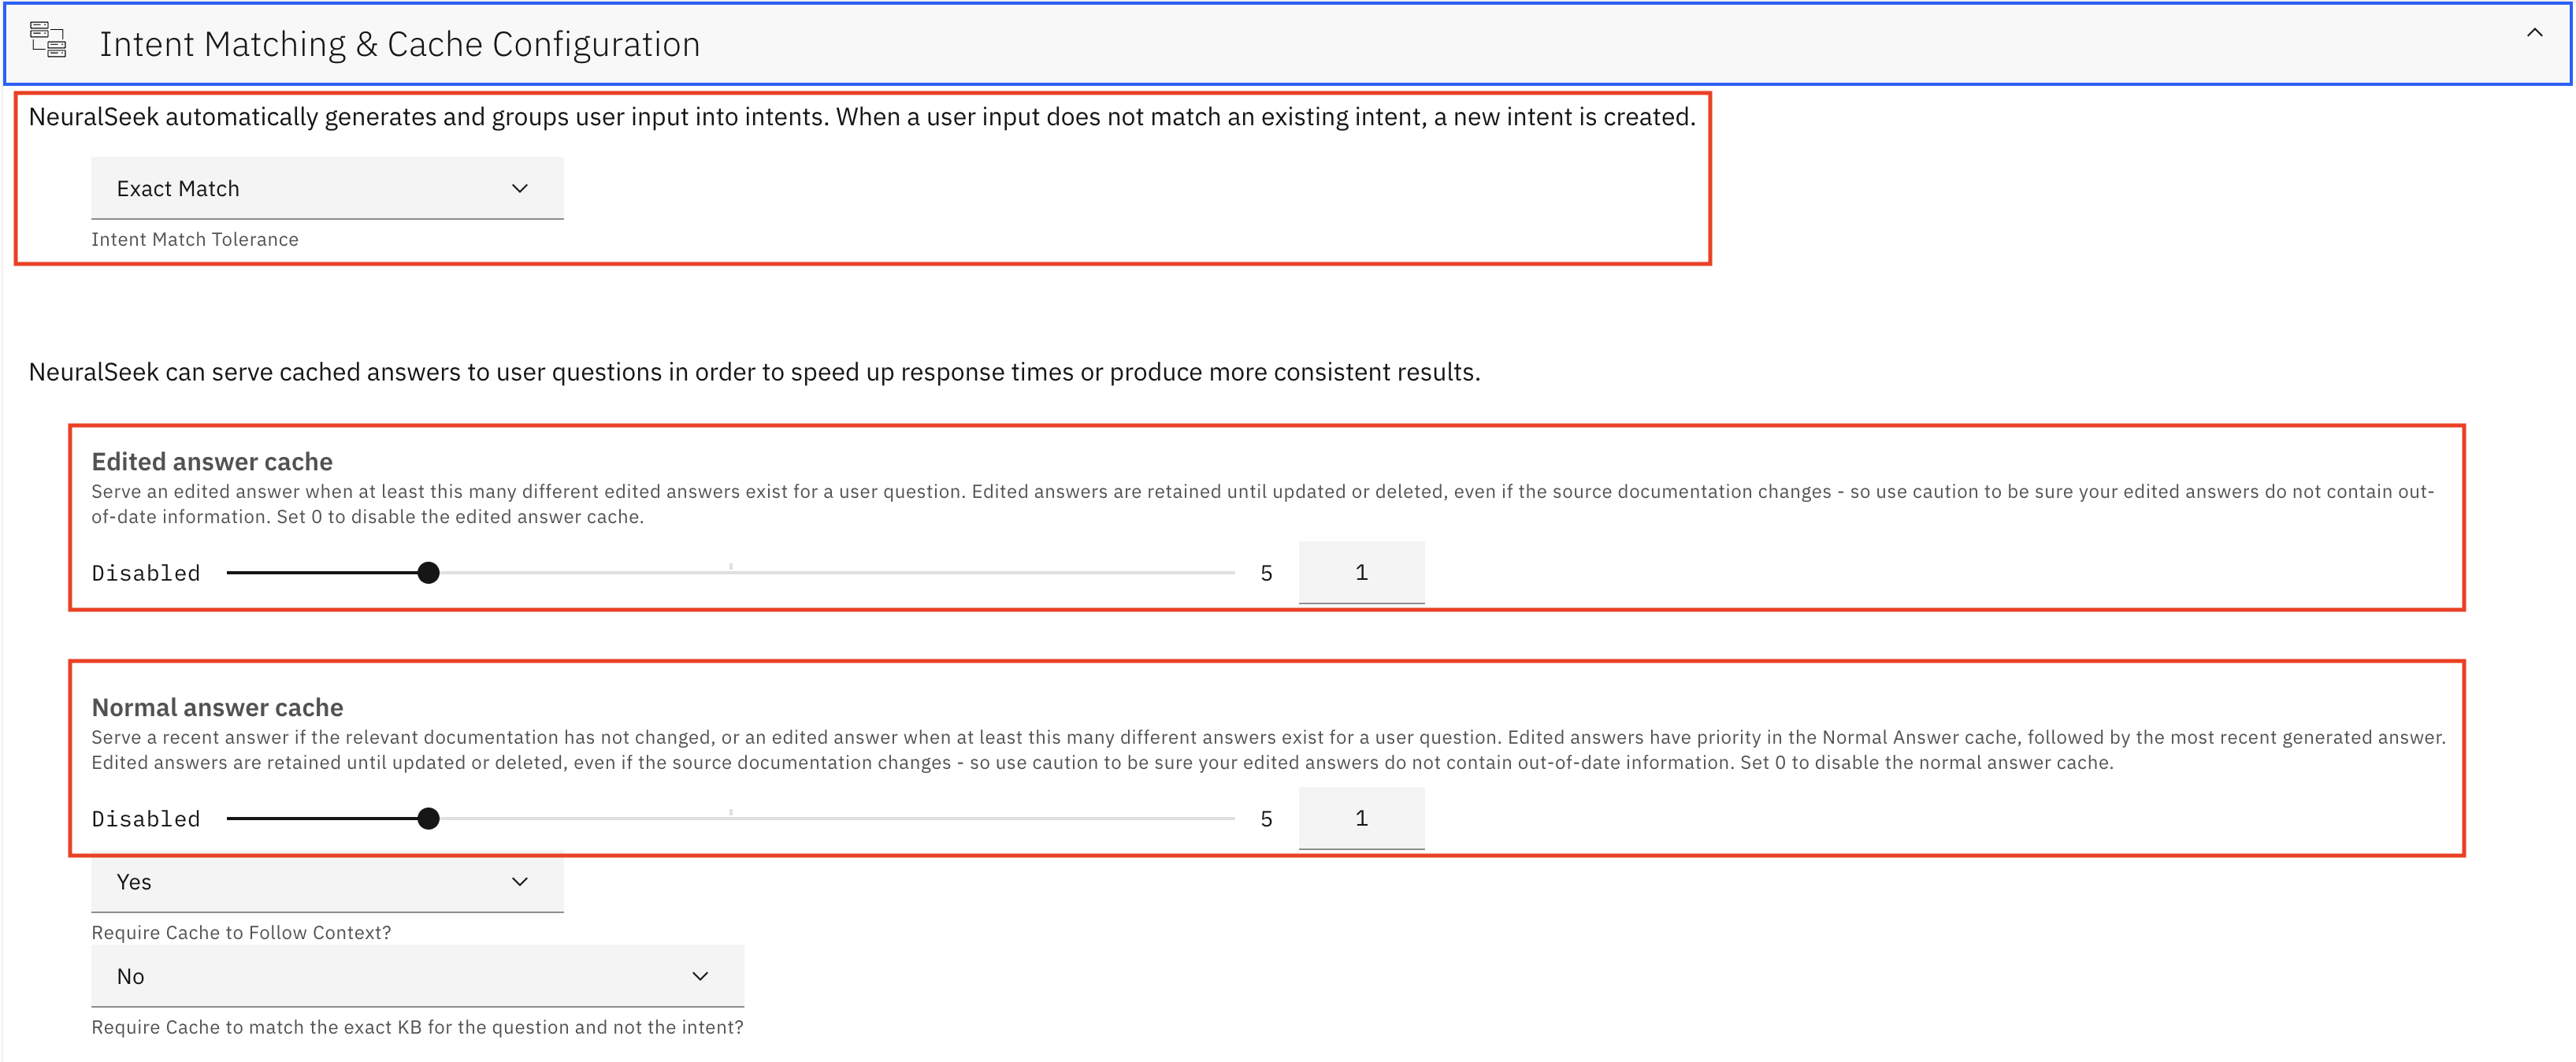 Intent Matching & Cache Configuration
NeuralSeek automatically generates and groups user input into intents. When a user input does not match an existing intent, a new intent is created.
Exact Match
Intent Match Tolerance
NeuralSeek can serve cached answers to user questions in order to speed up response times or produce more consistent results.
Edited answer cache
Serve an edited answer when at least this many different edited answers exist for a user question. Edited answers are retained until updated or deleted, even if the source documentation changes - so use caution to be sure your edited answers do not contain out-
of-date information. Set 0 to disable the edited answer cache.
Disabled 5 1
Normal answer cache
Serve a recent answer if the relevant documentation has not changed, or an edited answer when at least this many different answers exist for a user question. Edited answers have priority in the Normal Answer cache, followed by the most recent generated answer.
Edited answers are retained until updated or deleted, even if the source documentation changes - so use caution to be sure your edited answers do not contain out-of-date information. Set 0 to disable the normal answer cache.
Disabled 5 1
Yes
Require Cache to Follow Context?
No
Require Cache to match the exact KB for the question and not the intent?